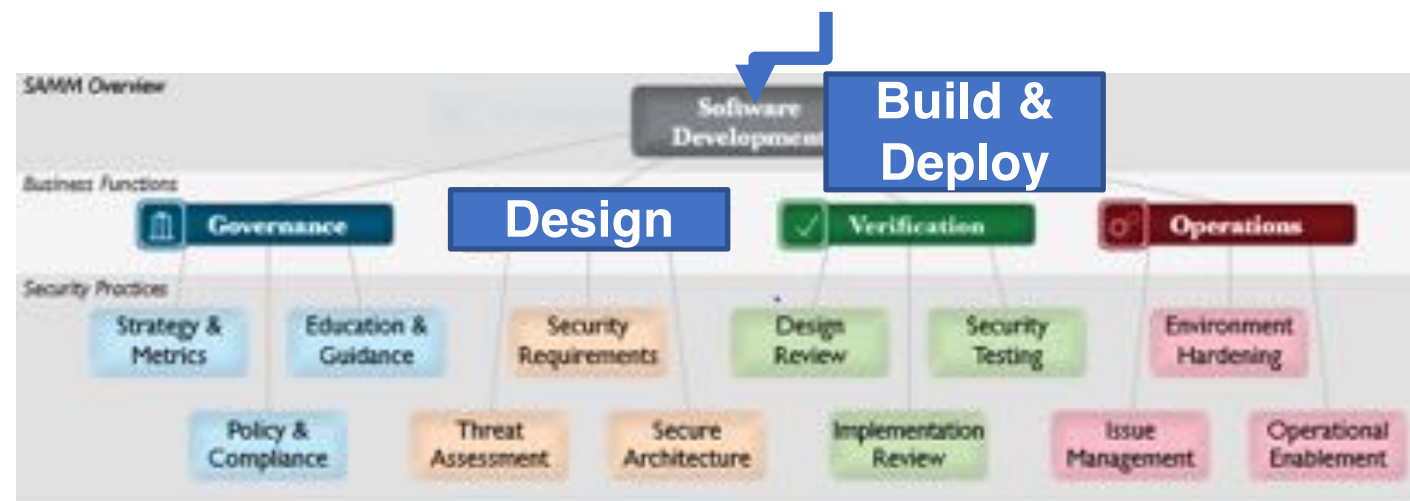 SAMM Overview
Software
Development
Build &
Deploy
Business Functions
Governance
Design
Verification
Operations
Security Practices
Strategy &
Metrics
Education &
Guidance
Security
Requirements
Design
Review
Security
Testing
Environment
Hardening
Policy &
Compliance
Threat
Assessment
Secure
Architecture
Implementation
Review
Issue
Management
Operational
Enablement